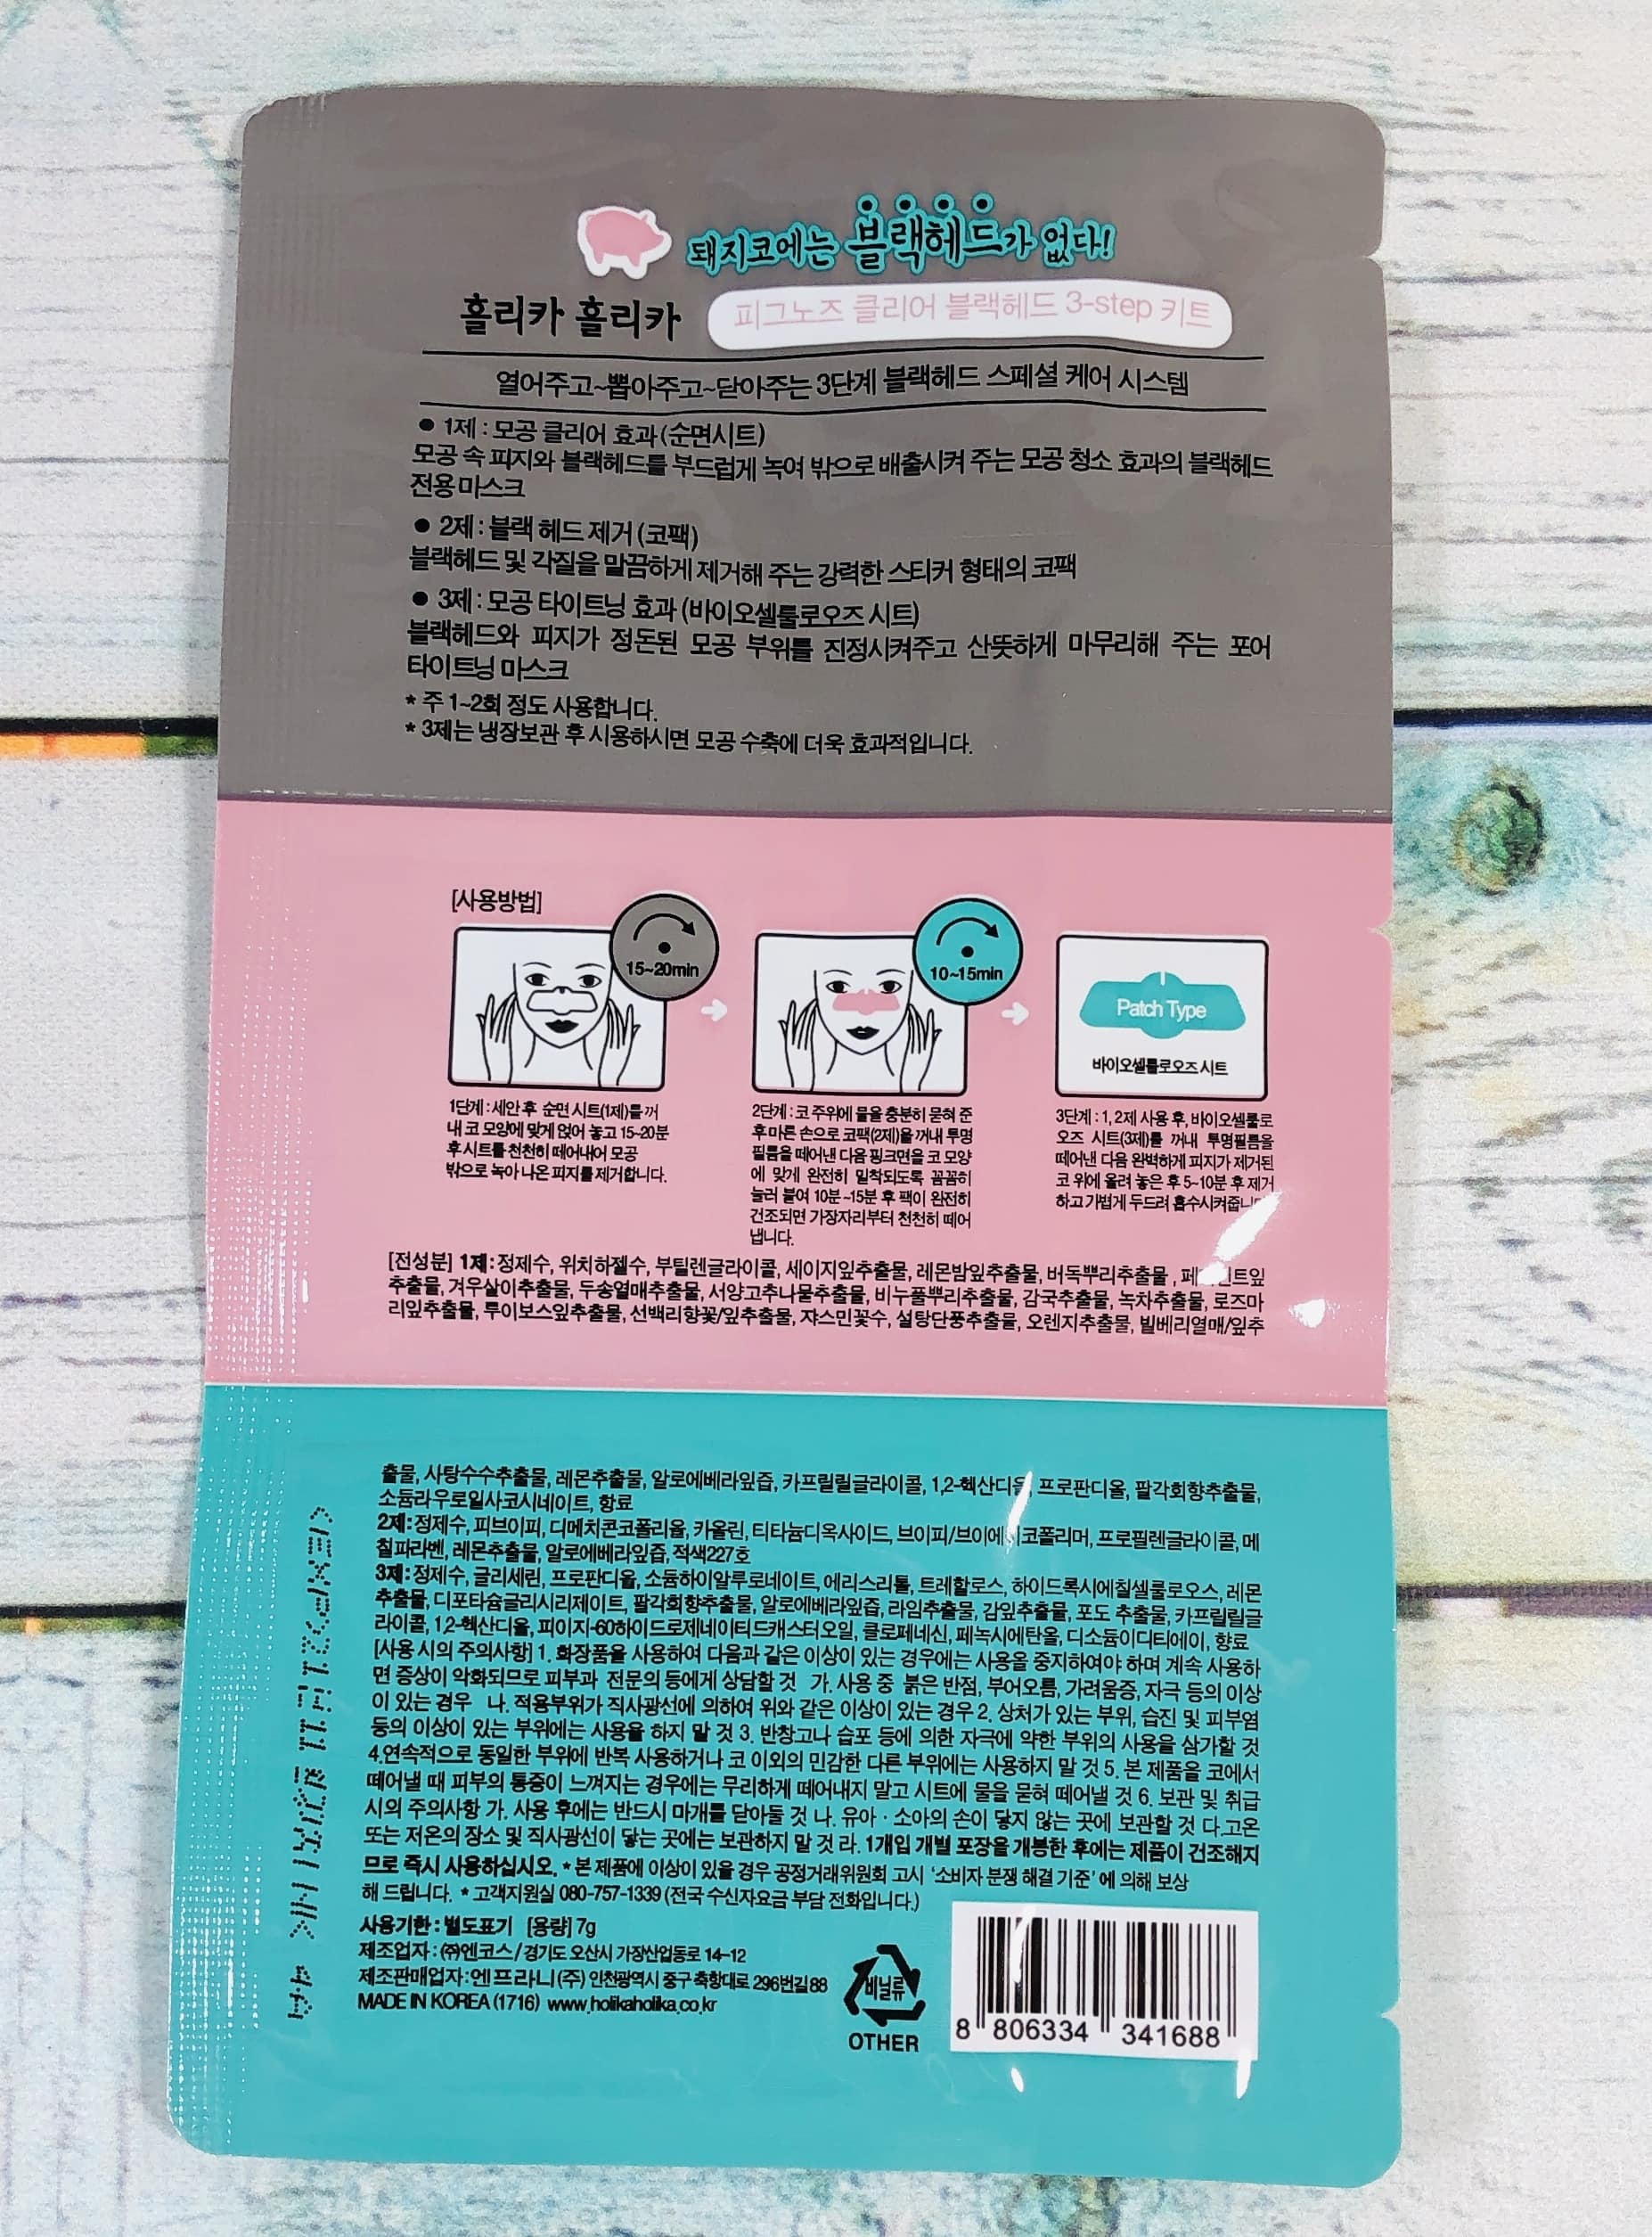 돼지코에는 블랙헤드가 없다!
홀리카 홀리카 피그노즈 클리어 블랙헤드 3-step 키트
열어주고~뽑아주고~닫아주는 3단계 블랙헤드 스페셜 케어 시스템
● 1제 : 모공 클리어 효과 (순면시트)
모공 속 피지와 블랙헤드를 부드럽게 녹여 밖으로 배출시켜 주는 모공 청소 효과의 블랙헤드
전용 마스크
● 2제 : 블랙 헤드 제거 (코팩)
블랙헤드 및 각질을 말끔하게 제거해 주는 강력한 스티커 형태의 코팩
● 3제 : 모공 타이트닝 효과 (바이오셀룰로오즈 시트)
블랙헤드와 피지가 정돈된 모공 부위를 진정시켜주고 산뜻하게 마무리해 주는 포어
타이트닝 마스크
* 주 1~2회 정도 사용합니다.
* 3제는 냉장보관 후 시용하시면 모공 수축에 더욱 효과적입니다.
[사용방법]
15~20min
10~15min
Patch Type
바이오셀룰로오즈 시트
1단계 : 세안 후 순면 시트(1제)를 꺼
내 코 모양에 맞게 얹어 놓고 15~20분
후 시트를 천천히 떼어내어 모공
밖으로 녹아 나온 피지를 제거합니다.
2단계 : 코 주위에 물을 충분히 묻혀 준
후 마른 손으로 코팩(2제)을 꺼내 투명
필름을 떼어낸 다음 핑크면을 코 모양
에 맞게 완전히 밀착되도록 꼼꼼히
눌러 붙여 10분 ~15분 후 팩이 완전히
건조되면 가장자리부터 천천히 떼어
냅니다.
3단계 : 1, 2제 사용 후, 바이오셀룰로
오즈 시트(3제)를 꺼내 투명필름을
떼어낸 다음 완벽하게 피지가 제거된
코 위에 올려 놓은 후 5~10분 후 제거
하고 가볍게 두드려 흡수시켜줍니
[전성분] 1제: 정제수, 위치하젤수, 부틸렌글라이콜, 세이지잎추출물, 레몬밤잎추출물, 버독뿌리추출물 , 페 트잎
추출물, 겨우살이추출물, 두송열매추출물, 서양고추나물추출물, 비누풀뿌리추출물, 감국추출물, 녹차추출물, 로즈마
리잎추출물, 루이보스잎추출물, 선백리향꽃/잎추출물, 쟈스민꽃수, 설탕단풍추출물, 오렌지추출물, 빌베리열매/잎추
출물, 사탕수수추출물, 레몬추출물, 알로에베라잎즙, 카프릴릴글라이콜, 1,2-헥산디올, 프로판디올, 팔각회향추출물,
소듐라우로일사코시네이트, 향료
2제: 정제수, 피브이피, 디메치콘코폴리올, 카올린, 티타늄디옥사이드, 브이피/브이에이코폴리머, 프로필렌글라이콜, 메
칠파라벤, 레몬추출물, 알로에베라잎즙, 적색227호
3제: 정제수, 글리세린, 프로판디올, 소듐하이알루로네이트, 에리스리톨, 트레할로스, 하이드록시에칠셀룰로오스, 레몬
추출물, 디포타슘글리시리제이트, 팔각회향추출물, 알로에베라잎즙, 라임추출물, 감잎추출물, 포도 추출물, 카프릴릴글
라이콜, 1,2-헥산디올, 피이지-60하이드로제네이티드캐스터오일, 클로페네신, 페녹시에탄올, 디소듐이디티에이, 향료
[사용 시의 주의사항] 1. 화장품을 사용하여 다음과 같은 이상이 있는 경우에는 사용을 중지하여야 하며 계속 사용하
면 증상이 악화되므로 피부과 전문의 등에게 상담할 것 가. 사용 중 붉은 반점, 부어오름, 가려움증, 자극 등의 이상
이 있는 경우 나. 적용부위가 직사광선에 의하여 위와 같은 이상이 있는 경우 2. 상처가 있는 부위, 습진 및 피부염
등의 이상이 있는 부위에는 사용을 하지 말 것 3. 반창고나 습포 등에 의한 자극에 약한 부위의 사용을 삼가할 것
4.연속적으로 동일한 부위에 반복 사용하거나 코 이외의 민감한 다른 부위에는 사용하지 말 것 5. 본 제품을 코에서
떼어낼 때 피부의 통증이 느껴지는 경우에는 무리하게 떼어내지 말고 시트에 물을 묻혀 떼어낼 것 6. 보관 및 취급
시의 주의사항 가. 사용 후에는 반드시 마개를 닫아둘 것 나. 유아 · 소아의 손이 닿지 않는 곳에 보관할 것 다.고온
또는 저온의 장소 및 직사광선이 닿는 곳에는 보관하지 말 것 라. 1개입 개별 포장을 개봉한 후에는 제품이 건조해지
므로 즉시 사용하십시오. * 본 제품에 이상이 있을 경우 공정거래위원회 고시 '소비자 분쟁 해결 기준' 에 의해 보상
해 드립니다. * 고객지원실 080-757-1339 (전국 수신자요금 부담 전화입니다.)
사용기한 : 별도표기 [용량] 7g
제조업자 : ㈜엔코스 / 경기도 오산시 가장산업동로 14-12
제조판매업자 : 엔프라니(주) 인천광역시 중구 축항대로 296번길 88
MADE IN KOREA (1716) www.holikaholika.co.kr
비닐류
OTHER
8 806334 341688